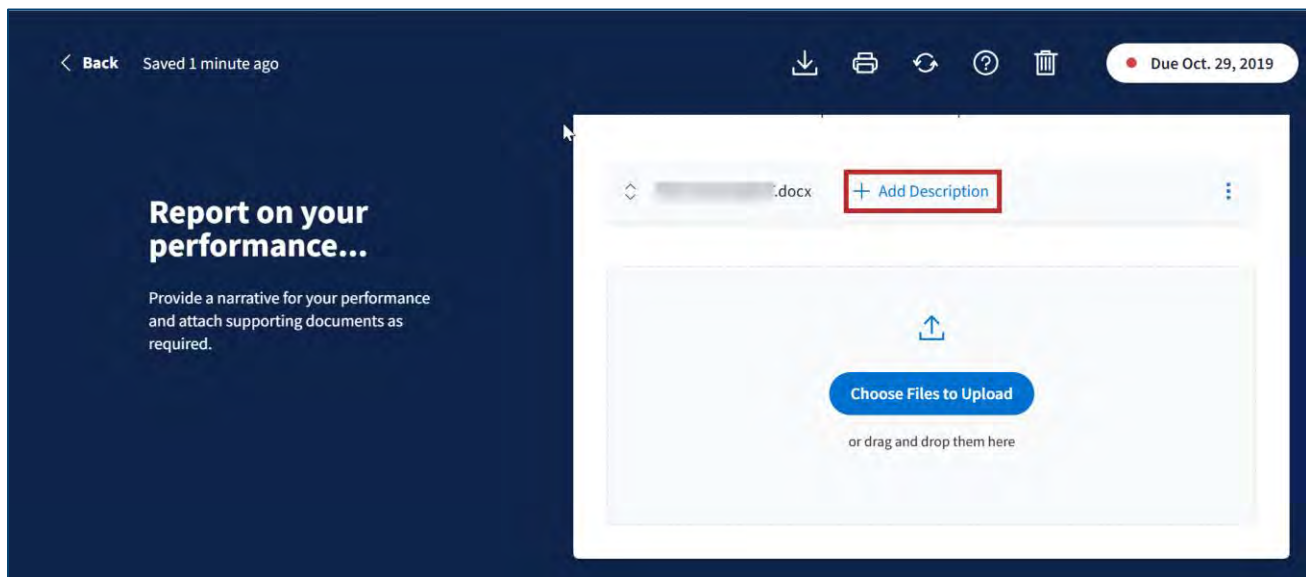 Back Saved 1 minute ago
Due Oct. 29, 2019
Report on your
performance...
Provide a narrative for your performance
and attach supporting documents as
required.
.docx + Add Description
Choose Files to Upload
or drag and drop them here